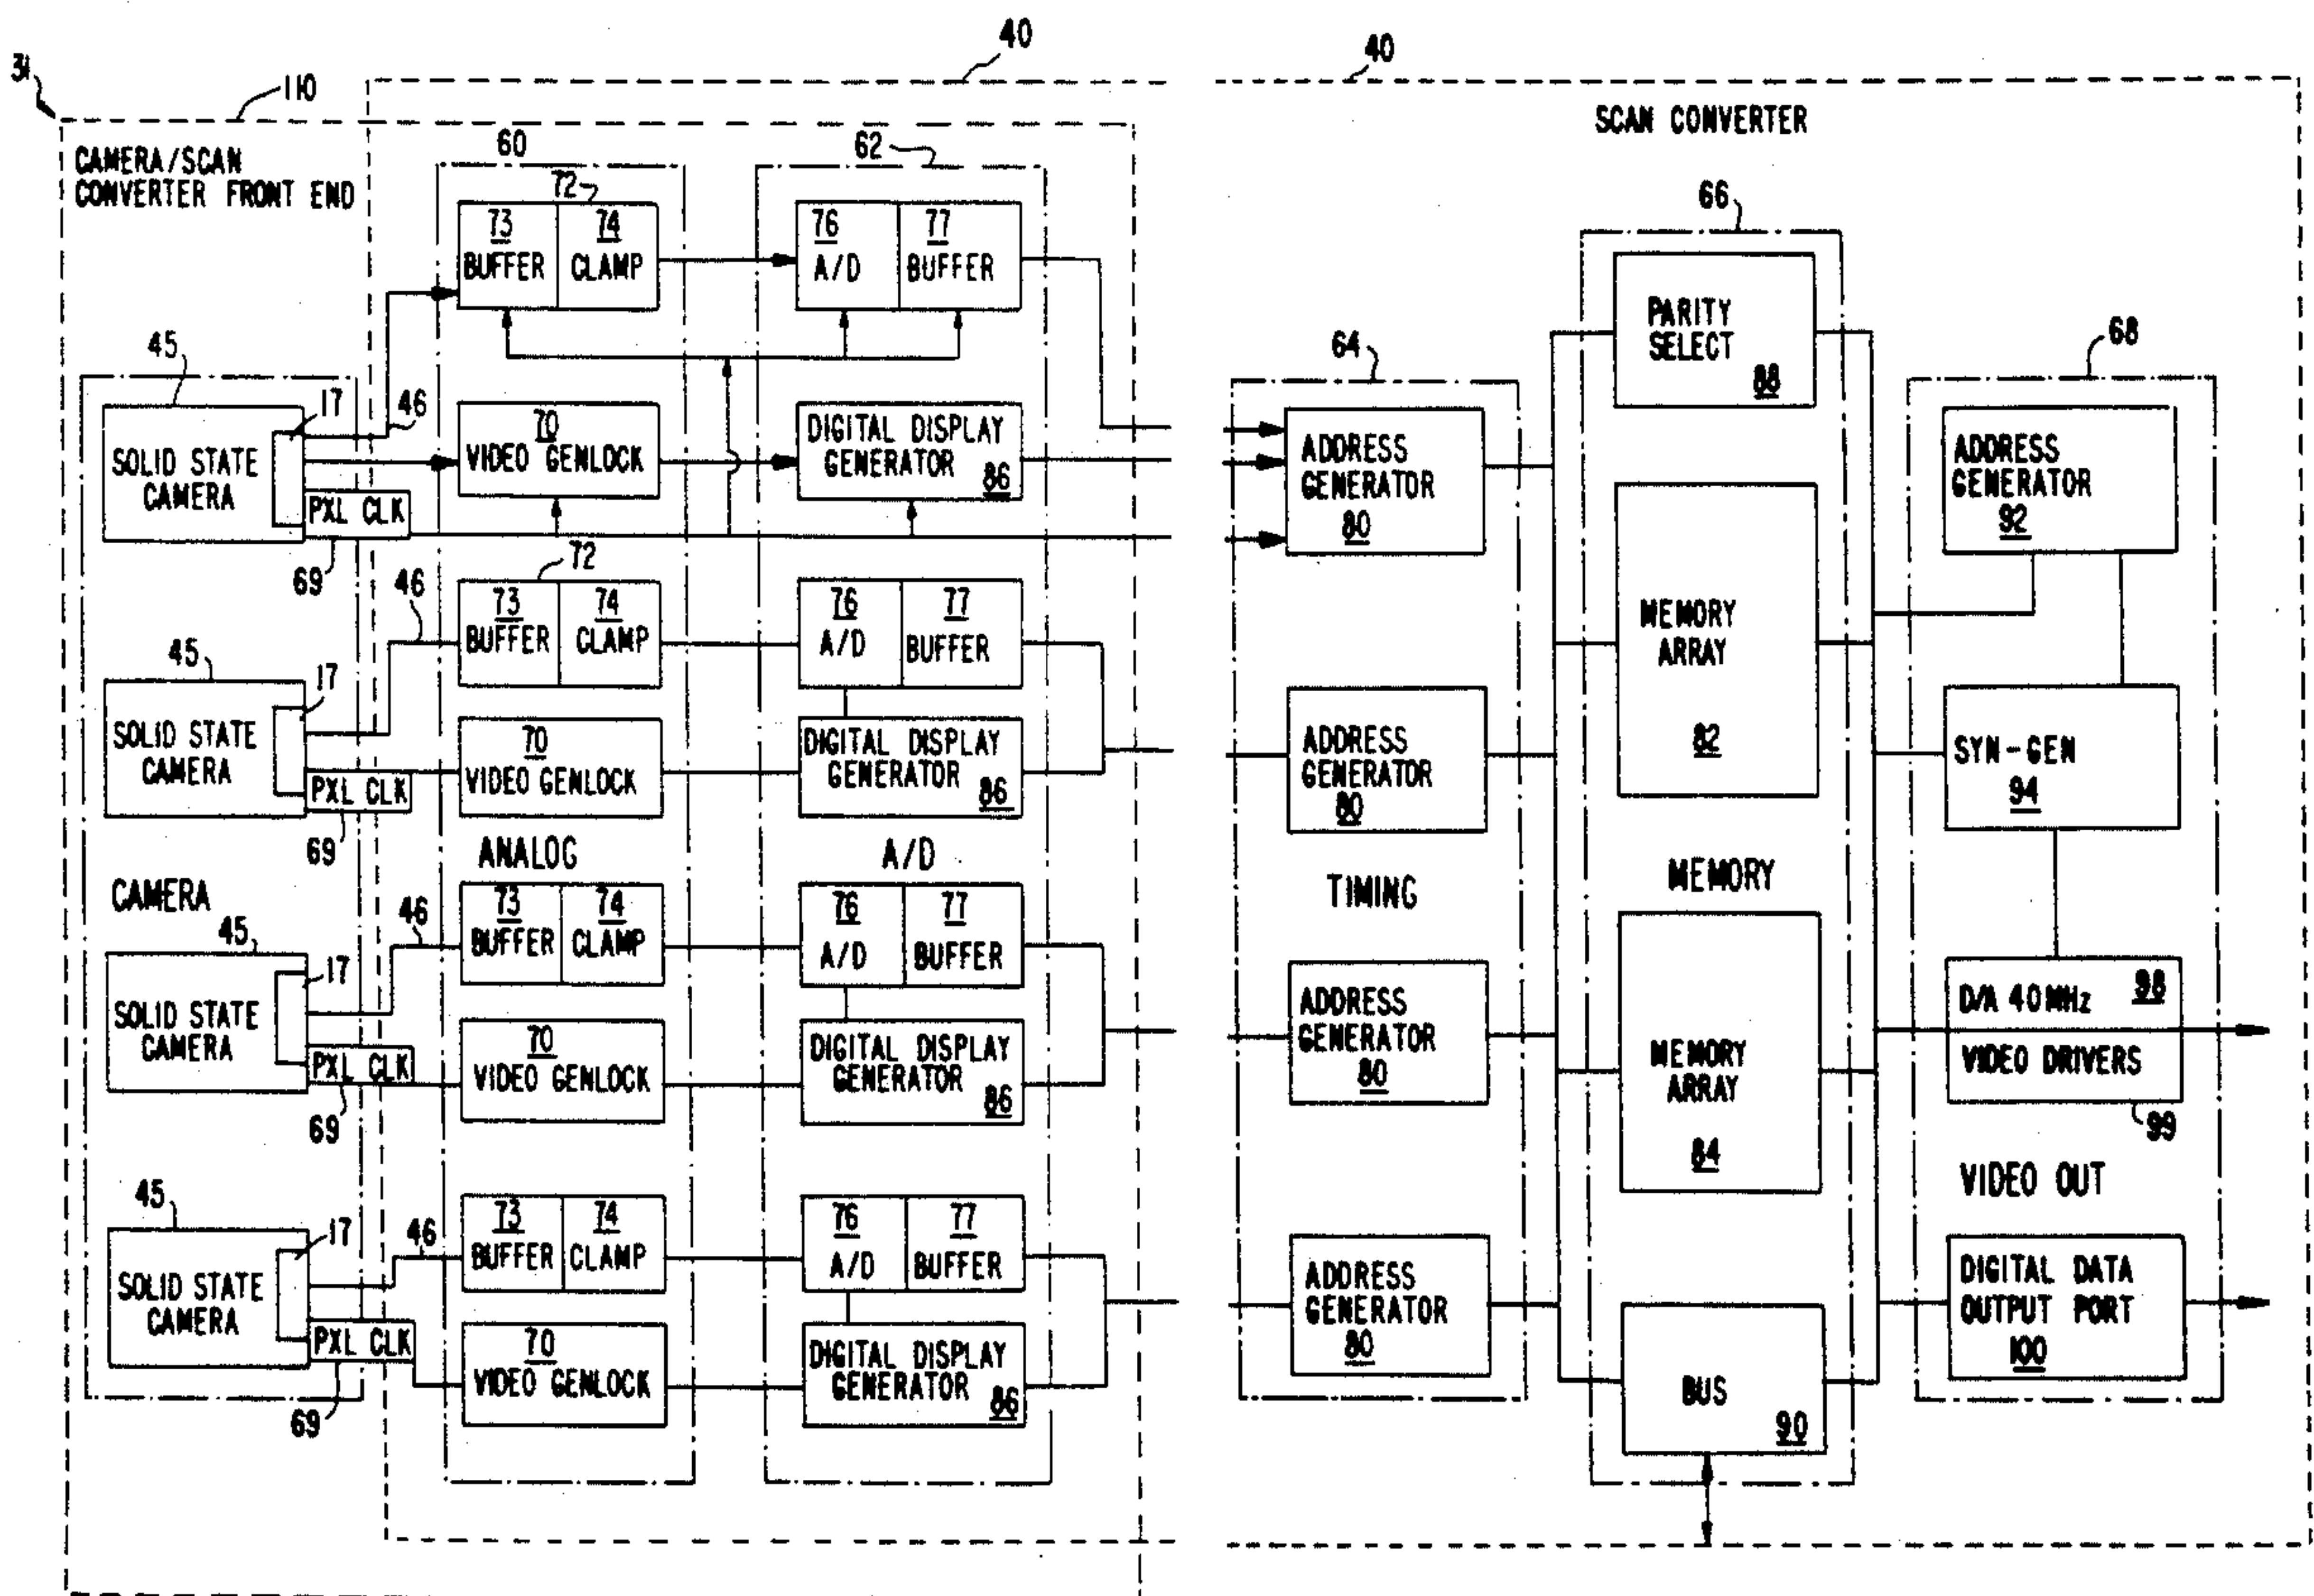 31
110
40
40
CAMERA/SCAN
CONVERTER FRONT END
SCAN CONVERTER
60
62
66
64
68
72
73
BUFFER
74
CLAMP
76
A/D
77
BUFFER
45
17
46
SOLID STATE
CAMERA
PXL CLK
69
70
VIDEO GENLOCK
DIGITAL DISPLAY
GENERATOR
86
72
73
BUFFER
74
CLAMP
76
A/D
77
BUFFER
45
17
46
SOLID STATE
CAMERA
PXL CLK
69
70
VIDEO GENLOCK
DIGITAL DISPLAY
GENERATOR
86
CAMERA
ANALOG
A/D
73
BUFFER
74
CLAMP
76
A/D
77
BUFFER
45
17
46
SOLID STATE
CAMERA
PXL CLK
69
70
VIDEO GENLOCK
DIGITAL DISPLAY
GENERATOR
86
73
BUFFER
74
CLAMP
76
A/D
77
BUFFER
45
17
46
SOLID STATE
CAMERA
PXL CLK
69
70
VIDEO GENLOCK
DIGITAL DISPLAY
GENERATOR
86
ADDRESS
GENERATOR
80
ADDRESS
GENERATOR
80
TIMING
ADDRESS
GENERATOR
80
ADDRESS
GENERATOR
80
PARITY
SELECT
88
MEMORY
ARRAY
82
MEMORY
MEMORY
ARRAY
84
BUS
90
ADDRESS
GENERATOR
92
SYN-GEN
94
D/A 40MHz
98
VIDEO DRIVERS
99
VIDEO OUT
DIGITAL DATA
OUTPUT PORT
100